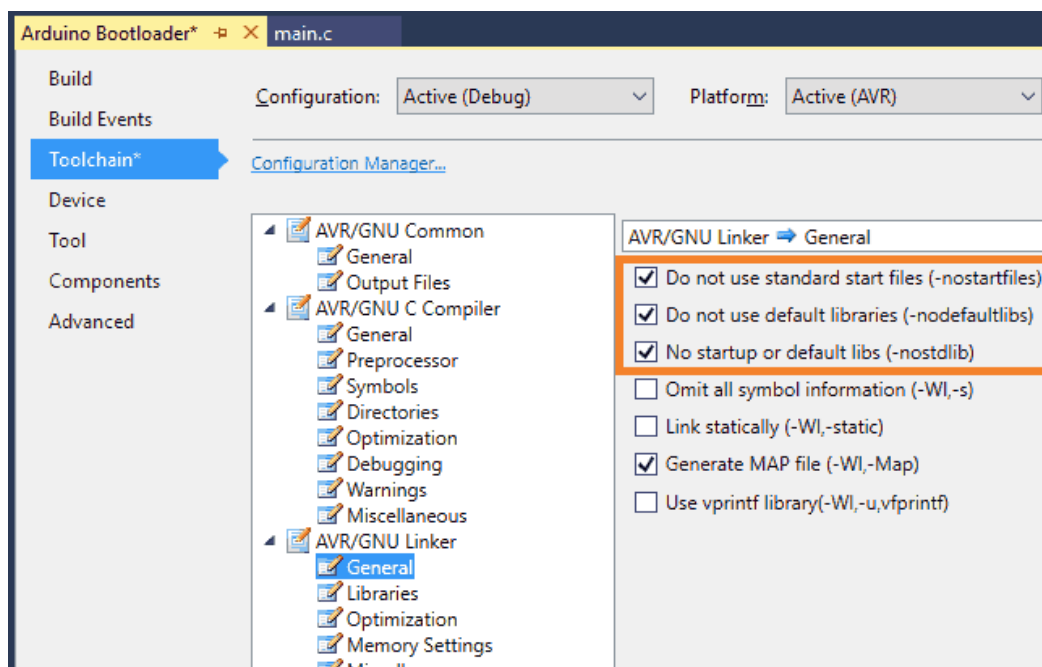 Arduino Bootloader* main.c
Build
Build Events
Toolchain*
Device
Tool
Components
Advanced
Configuration: Active (Debug) Platform: Active (AVR)
Configuration Manager...
AVR/GNU Common
General
Output Files
AVR/GNU C Compiler
General
Preprocessor
Symbols
Directories
Optimization
Debugging
Warnings
Miscellaneous
AVR/GNU Linker
General
Libraries
Optimization
Memory Settings
AVR/GNU Linker General
Do not use standard start files (-nostartfiles)
Do not use default libraries (-nodefaultlibs)
No startup or default libs (-nostdlib)
Omit all symbol information (-Wl,-s)
Link statically (-Wl,-static)
Generate MAP file (-Wl,-Map)
Use vprintf library(-Wl,-u,vfprintf)